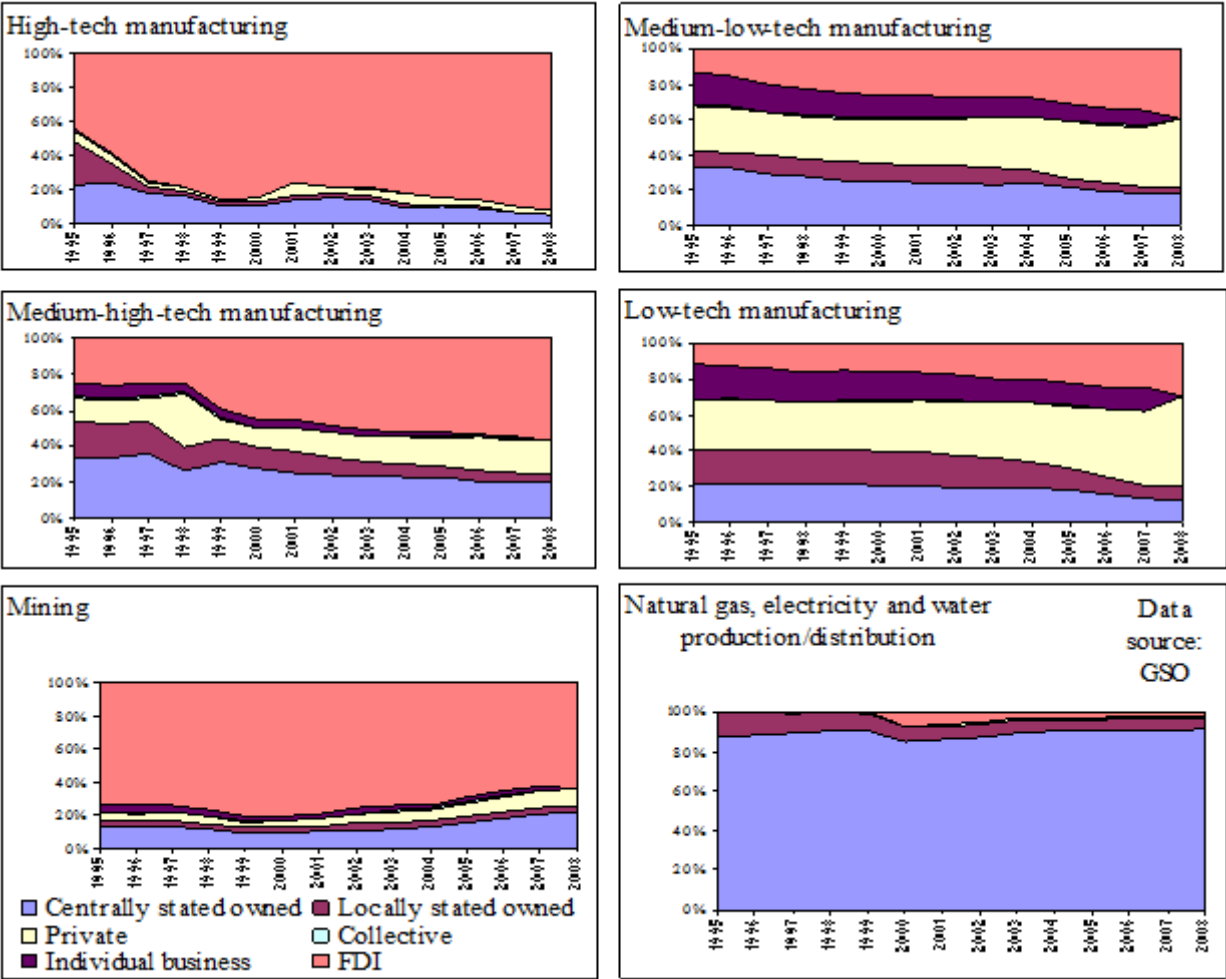 High-tech manufacturing
100%
80%
60%
40%
20%
0%
1995 1996 1997 1998 1999 2000 2001 2002 2003 2004 2005 2006 2007 2008
Medium-low-tech manufacturing
100%
80%
60%
40%
20%
0%
1995 1996 1997 1998 1999 2000 2001 2002 2003 2004 2005 2006 2007 2008
Medium-high-tech manufacturing
100%
80%
60%
40%
20%
0%
1995 1996 1997 1998 1999 2000 2001 2002 2003 2004 2005 2006 2007 2008
Low-tech manufacturing
100%
80%
60%
40%
20%
0%
1995 1996 1997 1998 1999 2000 2001 2002 2003 2004 2005 2006 2007 2008
Mining
100%
80%
60%
40%
20%
0%
1995 1996 1997 1998 1999 2000 2001 2002 2003 2004 2005 2006 2007 2008
Centrally stated owned Locally stated owned
Private Collective
Individual business FDI
Natural gas, electricity and water
production/distribution
Data
source:
GSO
100%
80%
60%
40%
20%
0%
1995 1996 1997 1998 1999 2000 2001 2002 2003 2004 2005 2006 2007 2008